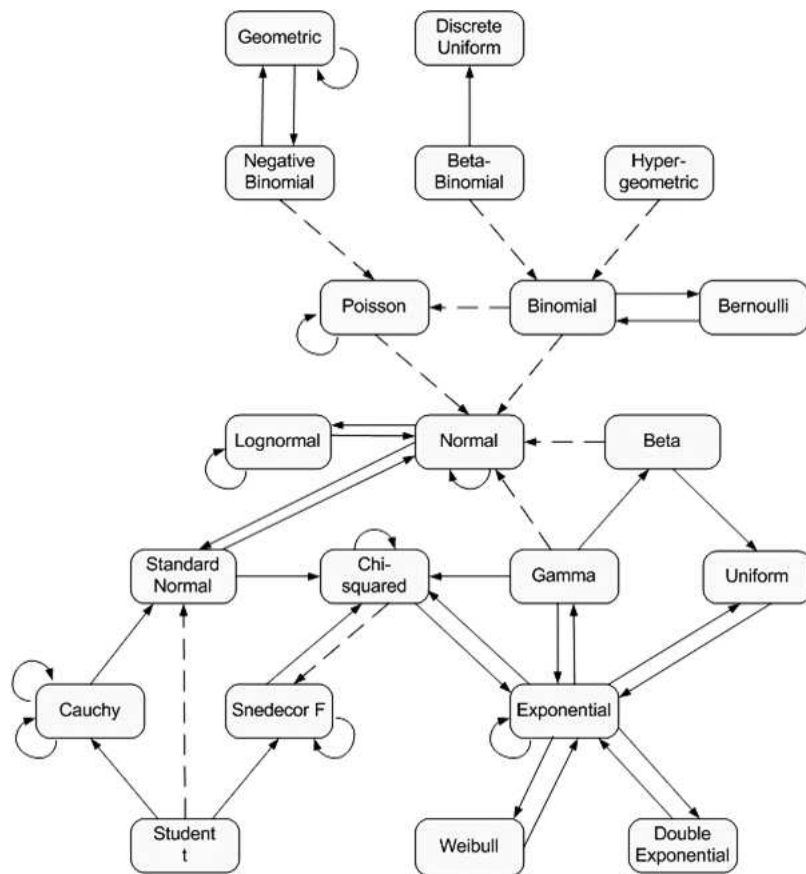 Geometric
Discrete
Uniform
Negative
Binomial
Beta-
Binomial
Hyper-
geometric
Poisson
Binomial
Bernoulli
Lognormal
Normal
Beta
Standard
Normal
Chi-
squared
Gamma
Uniform
Cauchy
Snedecor F
Exponential
Student
t
Weibull
Double
Exponential